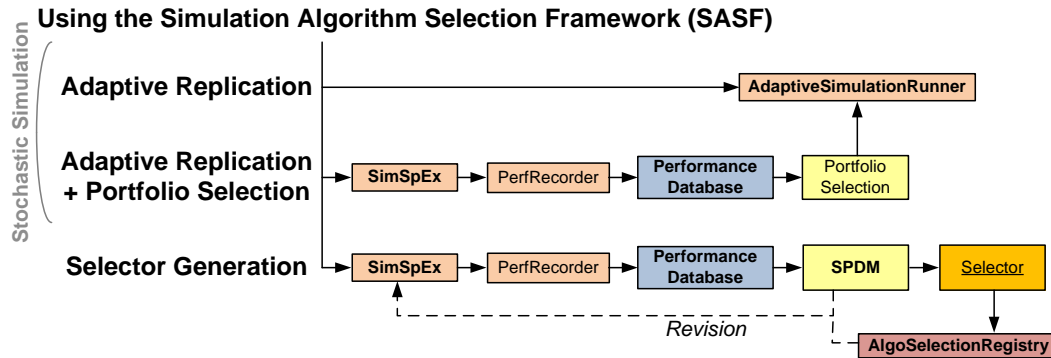 Using the Simulation Algorithm Selection Framework (SASF)
Stochastic Simulation
Adaptive Replication
AdaptiveSimulationRunner
Adaptive Replication
+ Portfolio Selection
SimSpEx
PerfRecorder
Performance
Database
Portfolio
Selection
Selector Generation
SimSpEx
PerfRecorder
Performance
Database
SPDM
Selector
Revision
AlgoSelectionRegistry